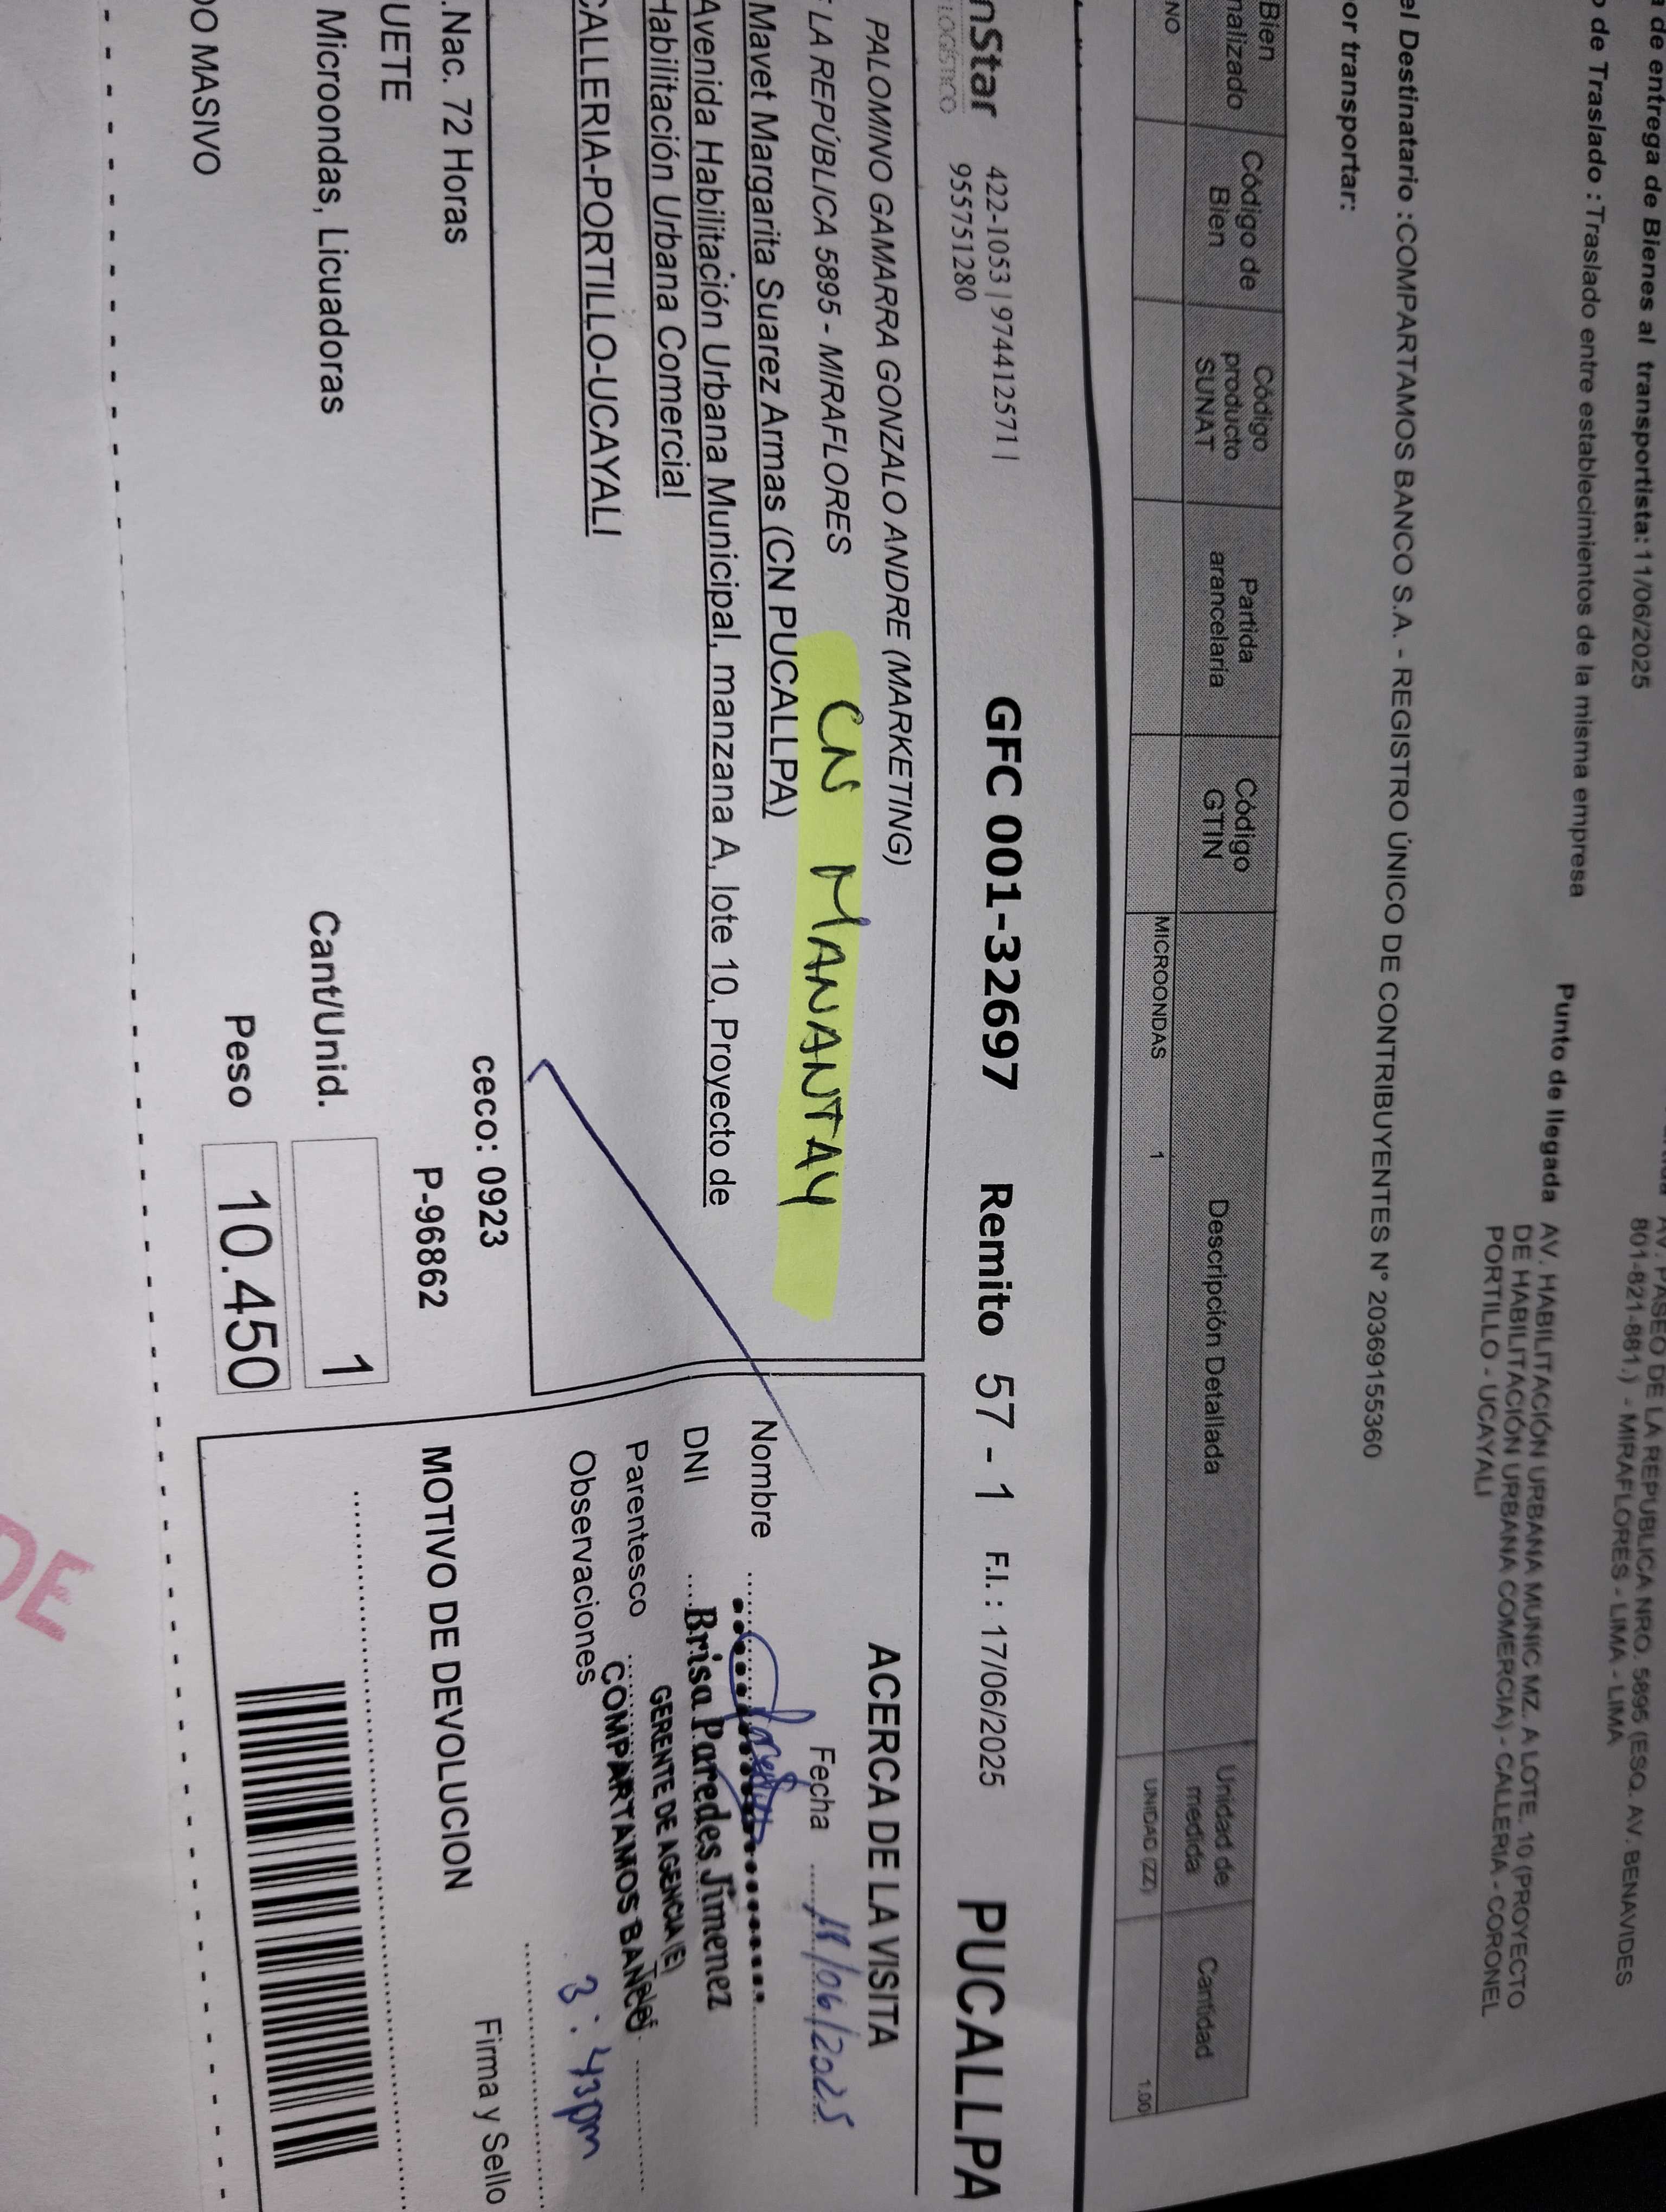 de entrega de Bienes al transportista:11/06/2025
AV. PASEO DE LA REPUBLICA NRO. 5895 (ESQ. AV. BENAVIDES
801-821-881,) - MIRAFLORES - LIMA - LIMA
de Traslado :Traslado entre establecimientos de la misma empresa
Punto de llegada AV. HABILITACIÓN URBANA MUNIC MZ. A LOTE. 10 (PROYECTO
DE HABILITACIÓN URBANA COMERCIA) - CALLERIA - CORONEL
PORTILLO - UCAYALI
el Destinatario :COMPARTAMOS BANCO S.A. - REGISTRO ÚNICO DE CONTRIBUYENTES N° 20369155360
or transportar:
Bien
nalizado
Código de
Bien
Código
producto
SUNAT
Partida
arancelaria
Código
GTIN
Descripción Detallada
Unidad de
medida
Cantidad
NO
MICROONDAS 1
UNIDAD (ZZ)
1.00
nStar
LOGÍSTICO
422-1053 | 974412571 |
955751280
GFC 001-32697 Remito 57 - 1 F.I.: 17/06/2025 PUCALLPA
PALOMINO GAMARRA GONZALO ANDRE (MARKETING)
LA REPÚBLICA 5895 - MIRAFLORES
CN MANANTAY
Mavet Margarita Suarez Armas (CN PUCALLPA)
Avenida Habilitación Urbana Municipal, manzana A, lote 10, Proyecto de
Habilitación Urbana Comercial
CALLERIA-PORTILLO-UCAYALI
ceco: 0923
.Nac. 72 Horas
P-96862
UETE
Microondas, Licuadoras
Cant/Unid. 1
DO MASIVO
Peso 10.450
ACERCA DE LA VISITA
Fecha 18/06/2025
Nombre
DNI
Brisa Paredes Jimenez
GERENTE DE AGENCIA (E)
Parentesco
COMPARTAMOS BANCO
Telef.
Observaciones
3:43pm
Firma y Sello
MOTIVO DE DEVOLUCION
DE